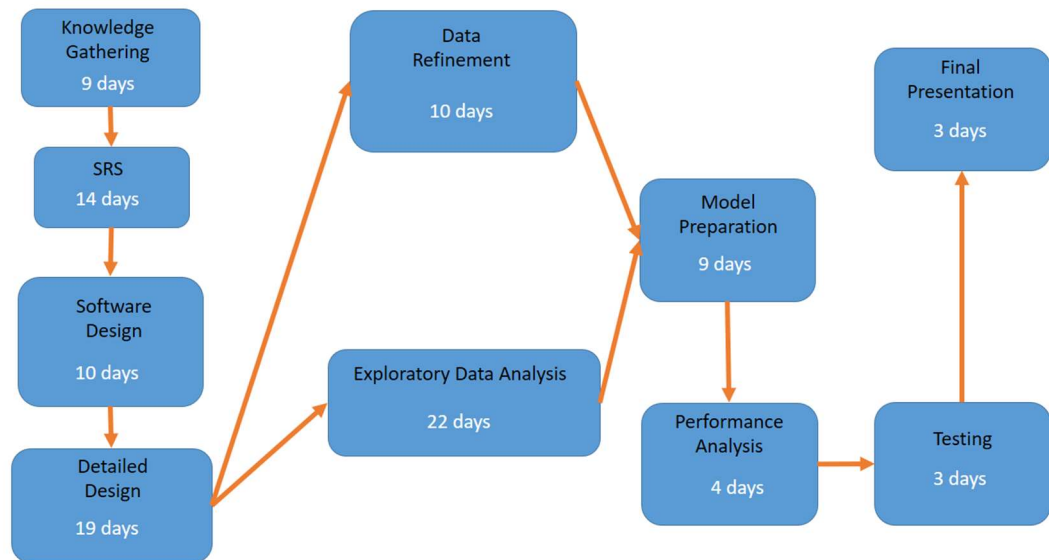 Knowledge
Gathering
9 days
SRS
14 days
Software
Design
10 days
Detailed
Design
19 days
Data
Refinement
10 days
Exploratory Data Analysis
22 days
Model
Preparation
9 days
Performance
Analysis
4 days
Testing
3 days
Final
Presentation
3 days